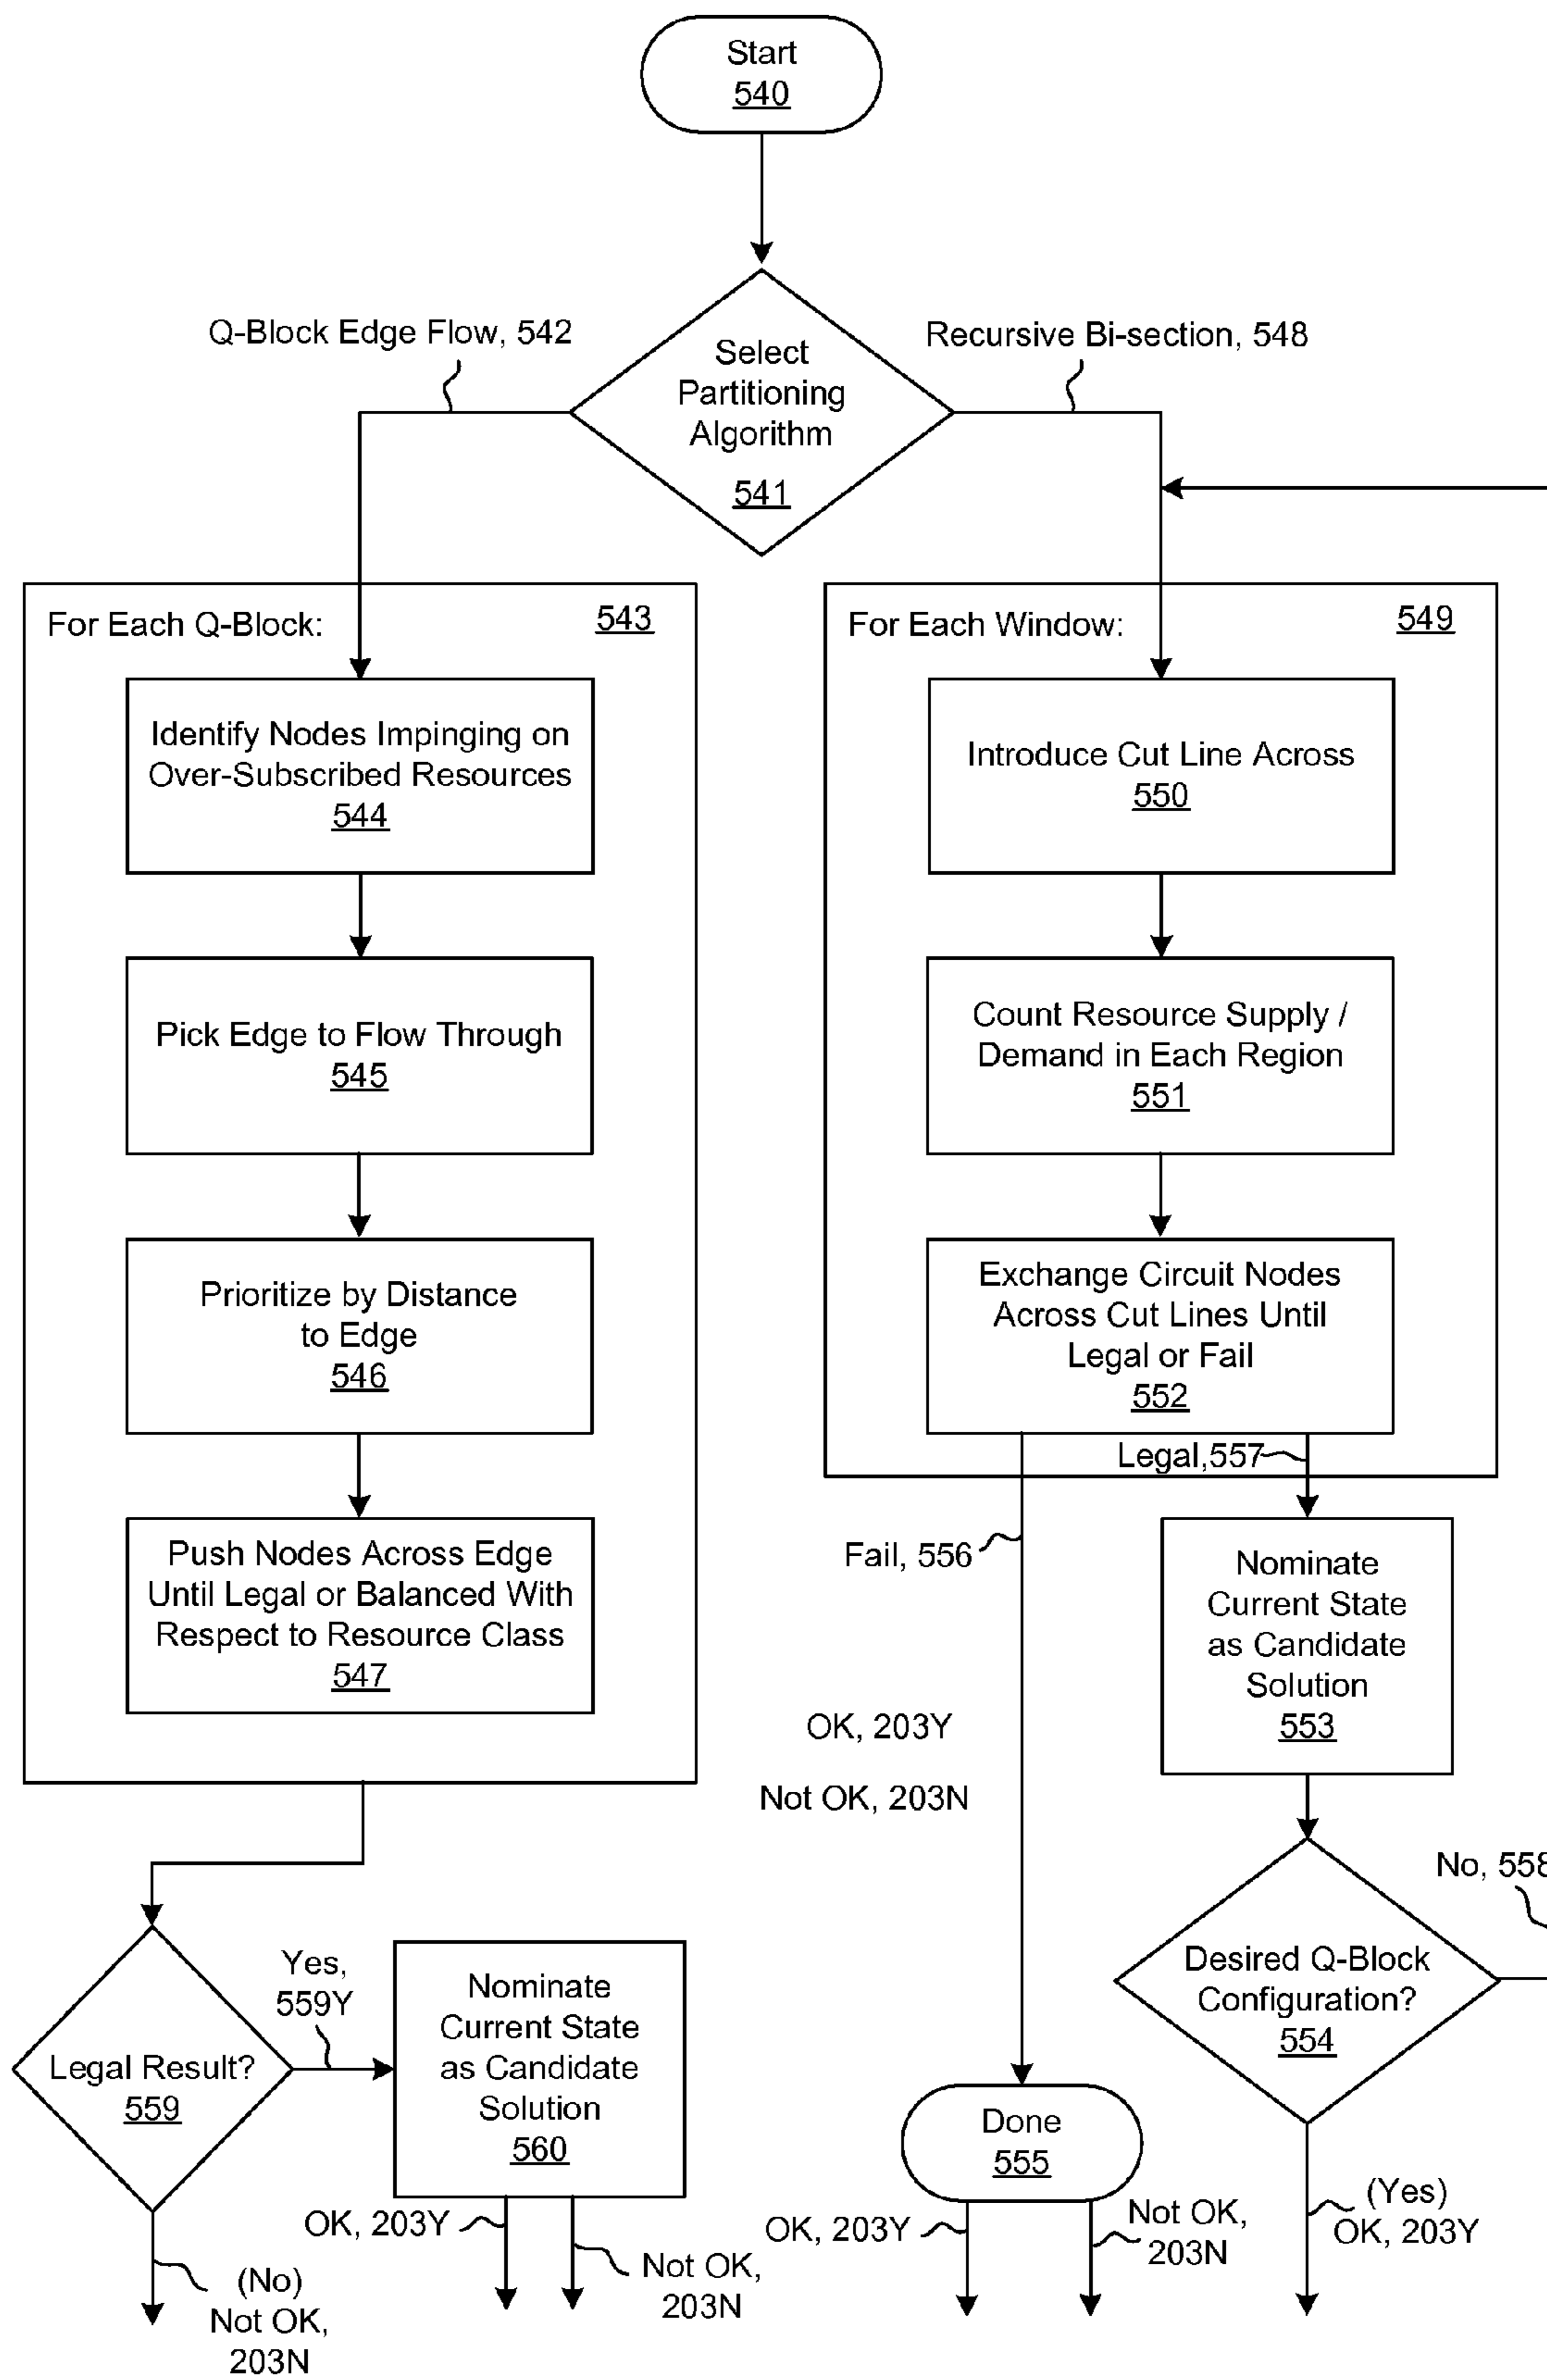 Start
540
Q-Block Edge Flow, 542
Recursive Bi-section, 548
Select
Partitioning
Algorithm
541
For Each Q-Block:
543
Identify Nodes Impinging on
Over-Subscribed Resources
544
Pick Edge to Flow Through
545
Prioritize by Distance
to Edge
546
Push Nodes Across Edge
Until Legal or Balanced With
Respect to Resource Class
547
For Each Window:
549
Introduce Cut Line Across
550
Count Resource Supply /
Demand in Each Region
551
Exchange Circuit Nodes
Across Cut Lines Until
Legal or Fail
552
Legal,557
Fail, 556
Nominate
Current State
as Candidate
Solution
553
OK, 203Y
Not OK, 203N
No, 558
Desired Q-Block
Configuration?
554
Legal Result?
559
Yes,
559Y
Nominate
Current State
as Candidate
Solution
560
(No)
Not OK,
203N
OK, 203Y
Not OK,
203N
Done
555
OK, 203Y
Not OK,
203N
(Yes)
OK, 203Y